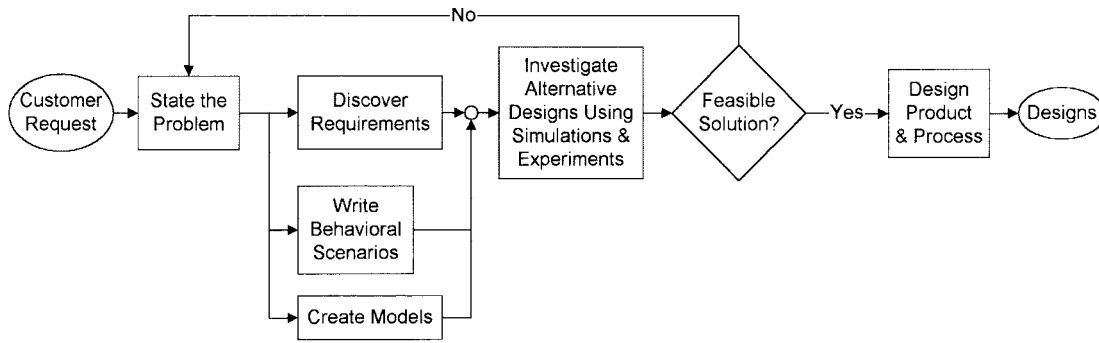 No
Customer
Request
State the
Problem
Discover
Requirements
Investigate
Alternative
Designs Using
Simulations &
Experiments
Feasible
Solution?
Yes
Design
Product
& Process
Designs
Write
Behavioral
Scenarios
Create Models